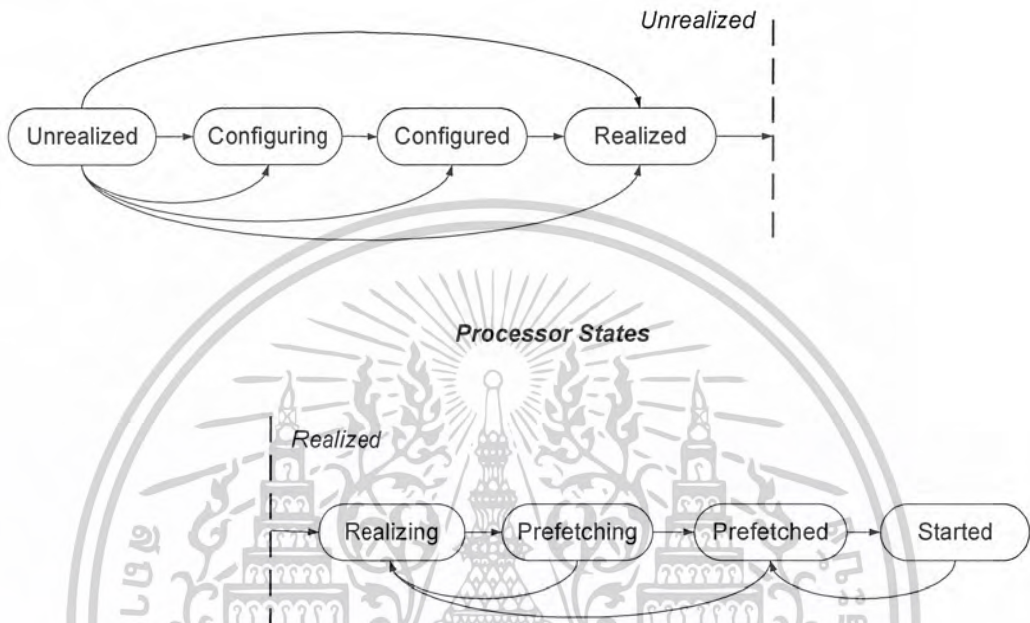 Unrealized
Unrealized
Configuring
Configured
Realized
Processor States
Realized
Realizing
Prefetching
Prefetched
Started